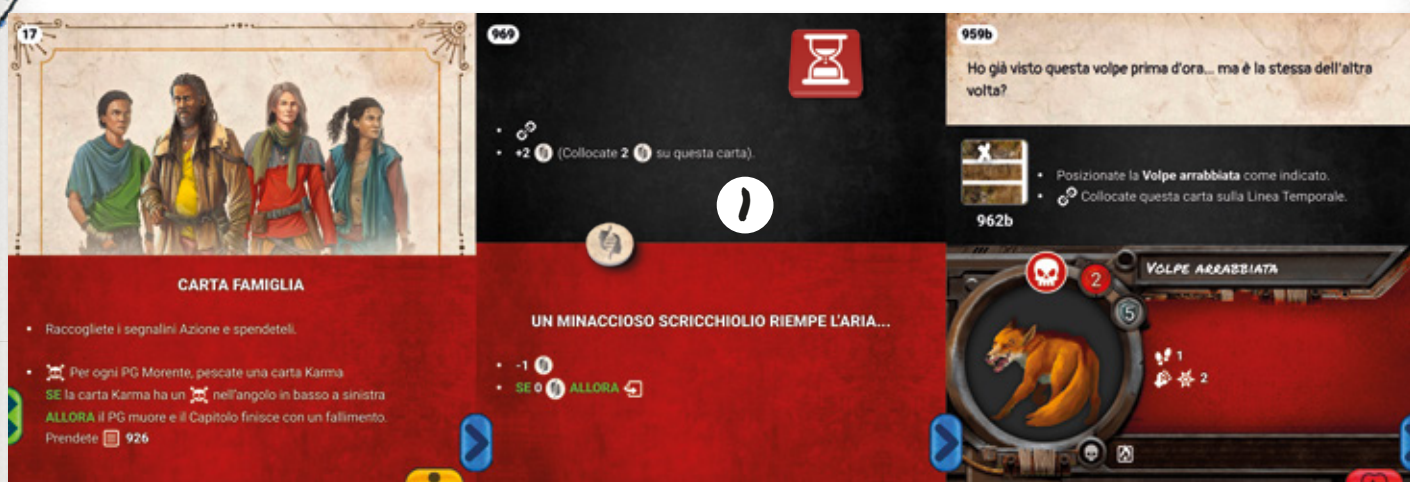 17
CARTA FAMIGLIA
Raccogliete i segnalini Azione e spendeteli.
Per ogni PG Morente, pescate una carta Karma
SE la carta Karma ha un nell'angolo in basso a sinistra
ALLORA il PG muore e il Capitolo finisce con un fallimento.
Prendete 926
969
+2 (Collocate 2 su questa carta).
UN MINACCIOSO SCRICCHIOLIO RIEMPE L'ARIA...
-1
SE 0 ALLORA
959b
Ho già visto questa volpe prima d'ora... ma è la stessa dell'altra
volta?
Posizionate la Volpe arrabbiata come indicato.
Collocate questa carta sulla Linea Temporale.
962b
VOLPE ARRABBIATA
2
5
1
2